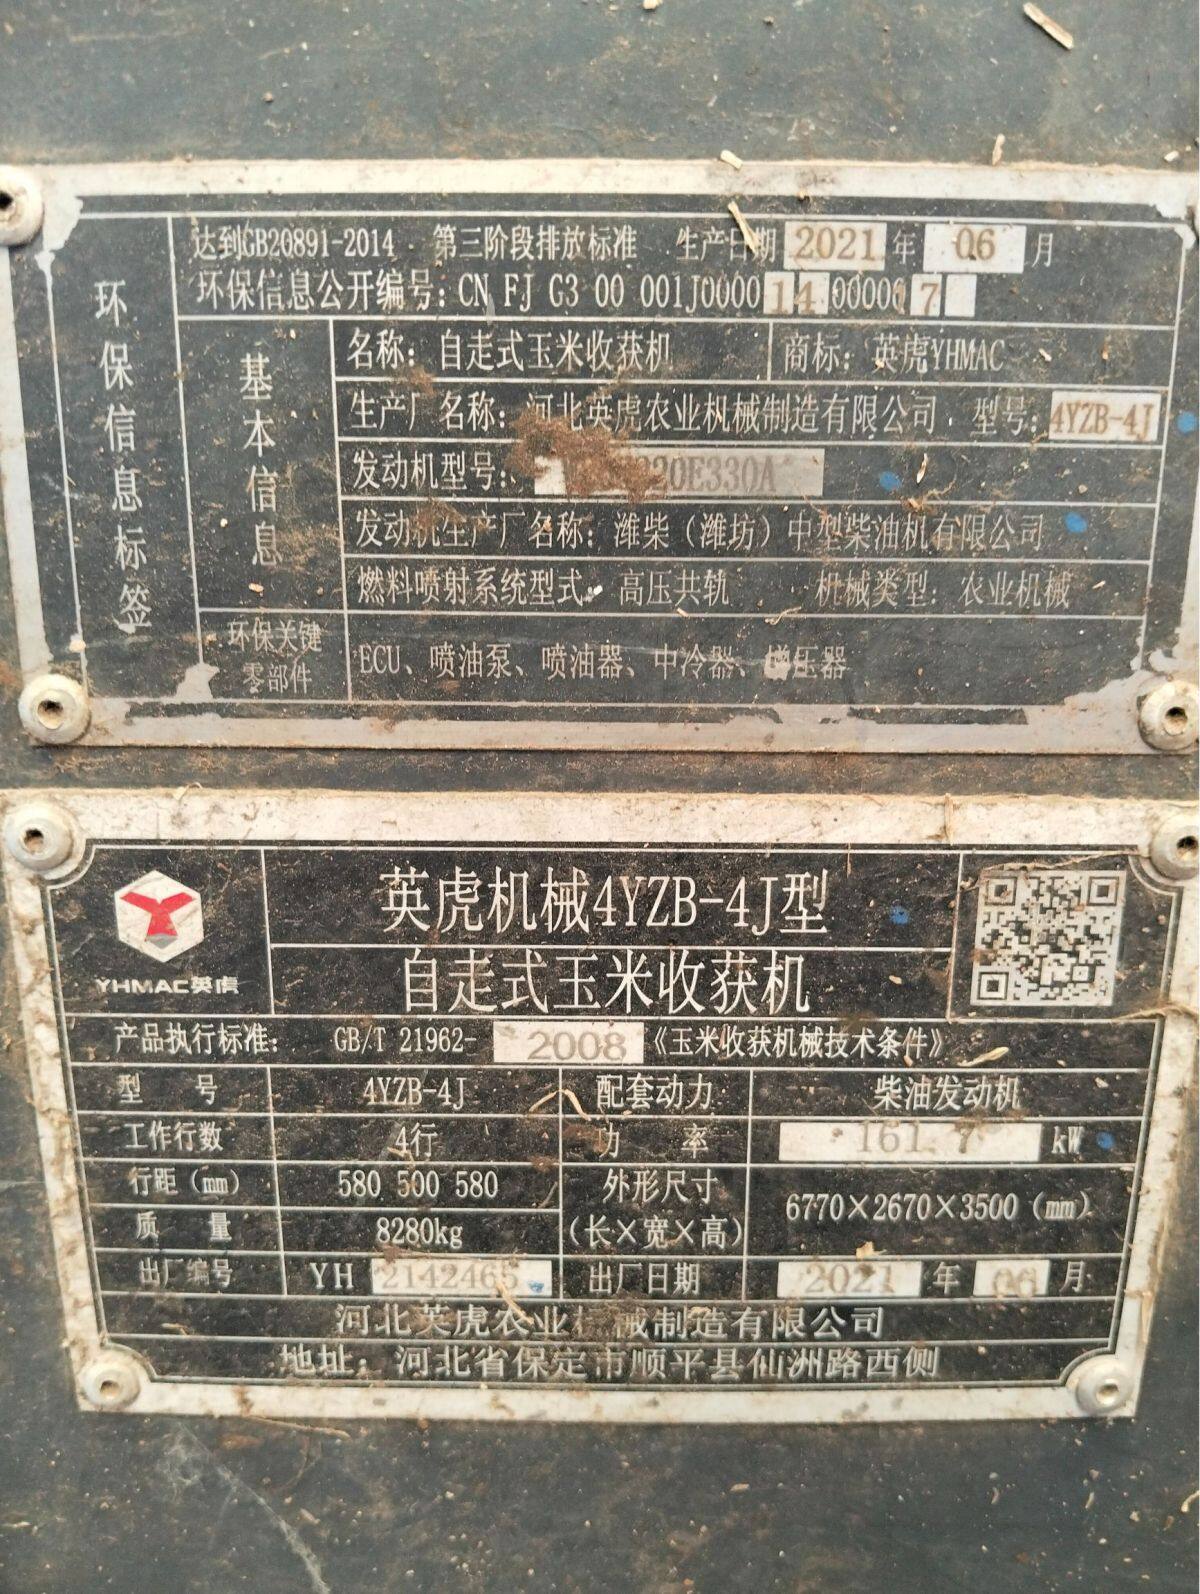 环保信息标签
达到GB20891-2014 第三阶段排放标准 生产日期 2021 年 06 月
环保信息公开编号: CN FJ G3 00 001J0000 14 00000 17
基本信息
名称: 自走式玉米收获机 商标: 英虎YHMAC
生产厂名称: 河北英虎农业机械制造有限公司 型号: 4YZB-4J
发动机型号: 20E330A
发动机生产厂名称: 潍柴（潍坊）中型柴油机有限公司
燃料喷射系统型式: 高压共轨 机械类型: 农业机械
环保关键零部件
ECU、喷油泵、喷油器、中冷器、增压器
YHMAC英虎
英虎机械4YZB-4J型
自走式玉米收获机
产品执行标准: GB/T 21962-2008《玉米收获机械技术条件》
型 号 4YZB-4J 配套动力 柴油发动机
工作行数 4行 功 率 161.7 kW
行距（mm） 580 500 580 外形尺寸（长×宽×高） 6770×2670×3500（mm）
质 量 8280kg
出厂编号 YH 2142465 出厂日期 2021 年 06 月
河北英虎农业机械制造有限公司
地址: 河北省保定市顺平县仙洲路西侧